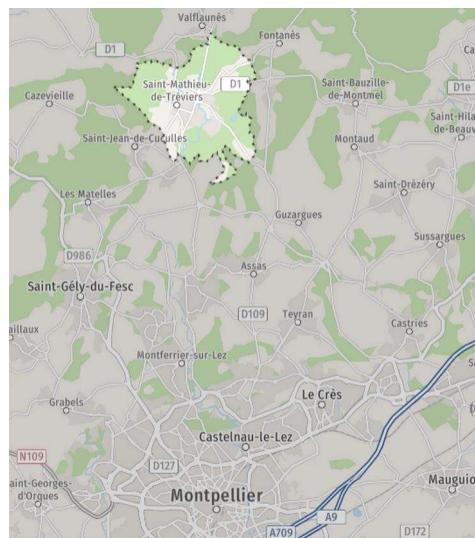 Valflaunès
Fontanès
D1
Saint-Mathieu-
de-Tréviers
D1
Saint-Bauzille-
de-Montmel
D1e
Cazevieille
Saint-Hila
de-Beau
Saint-Jean-de-Cuculles
Montaud
Saint-Drézéry
Les Matelles
Guzargues
Sussargues
D986
Assas
Saint-Gély-du-Fesc
D109
Teyran
Castries
aillaux
Montferrier-sur-Lez
Le Crès
Grabels
Castelnau-le-Lez
N109
D127
aint-Georges-
d'Orgues
Montpellier
Mauguio
A9
A709
D172